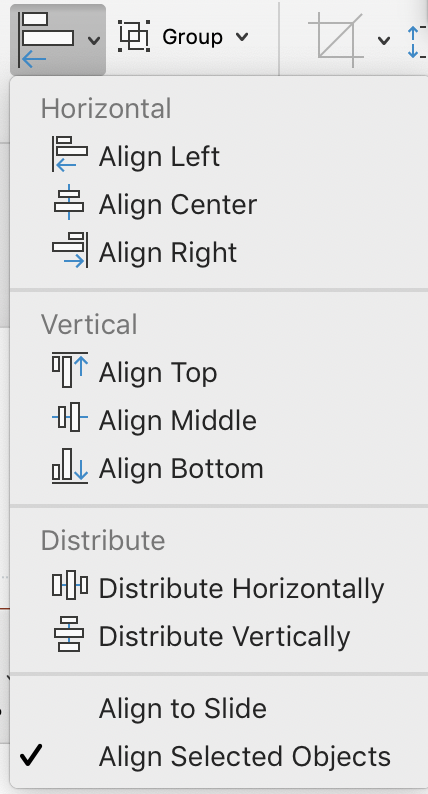 Group
Horizontal
Align Left
Align Center
Align Right
Vertical
Align Top
Align Middle
Align Bottom
Distribute
Distribute Horizontally
Distribute Vertically
Align to Slide
Align Selected Objects